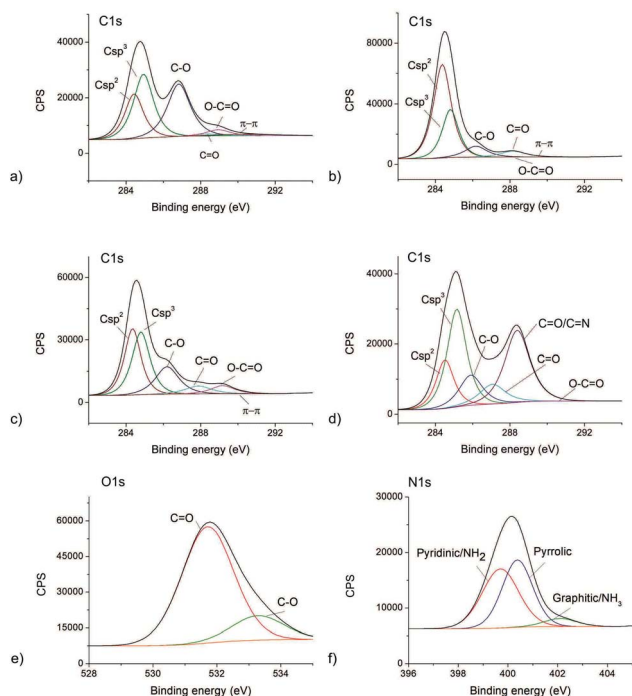 C1s
40000
20000
0
CPS
Csp³
Csp²
C-O
O-C=O
π-π
C=O
284
288
292
Binding energy (eV)
a)
C1s
80000
40000
0
CPS
Csp²
Csp³
C-O
C=O
π-π
O-C=O
284
288
292
Binding energy (eV)
b)
C1s
60000
30000
0
CPS
Csp²
Csp³
C-O
C=O
O-C=O
π-π
284
288
292
Binding energy (eV)
c)
C1s
40000
20000
0
CPS
Csp³
Csp²
C-O
C=O/C=N
C=O
O-C=O
284
288
292
Binding energy (eV)
d)
O1s
60000
45000
30000
15000
0
CPS
C=O
C-O
528
530
532
534
Binding energy (eV)
e)
N1s
30000
20000
10000
0
CPS
Pyridinic/NH₂
Pyrrolic
Graphitic/NH₃
396
398
400
402
404
Binding energy (eV)
f)